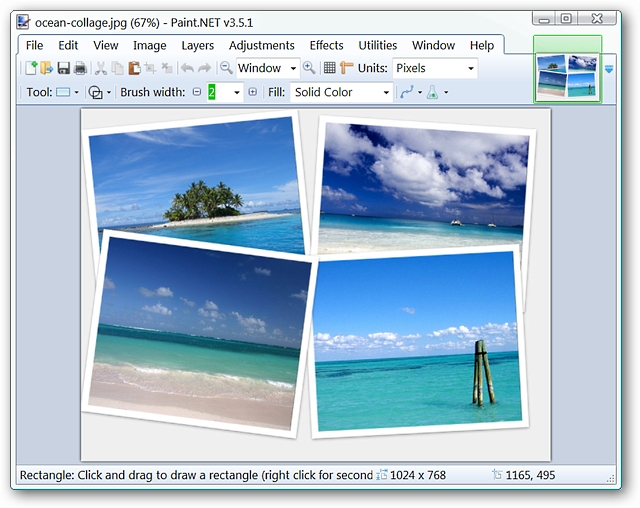 ocean-collage.jpg (67%) - Paint.NET v3.5.1
File Edit View Image Layers Adjustments Effects Utilities Window Help
Window Units: Pixels
Tool: Brush width: 2 Fill: Solid Color
Rectangle: Click and drag to draw a rectangle (right click for second 1024 x 768 1165, 495